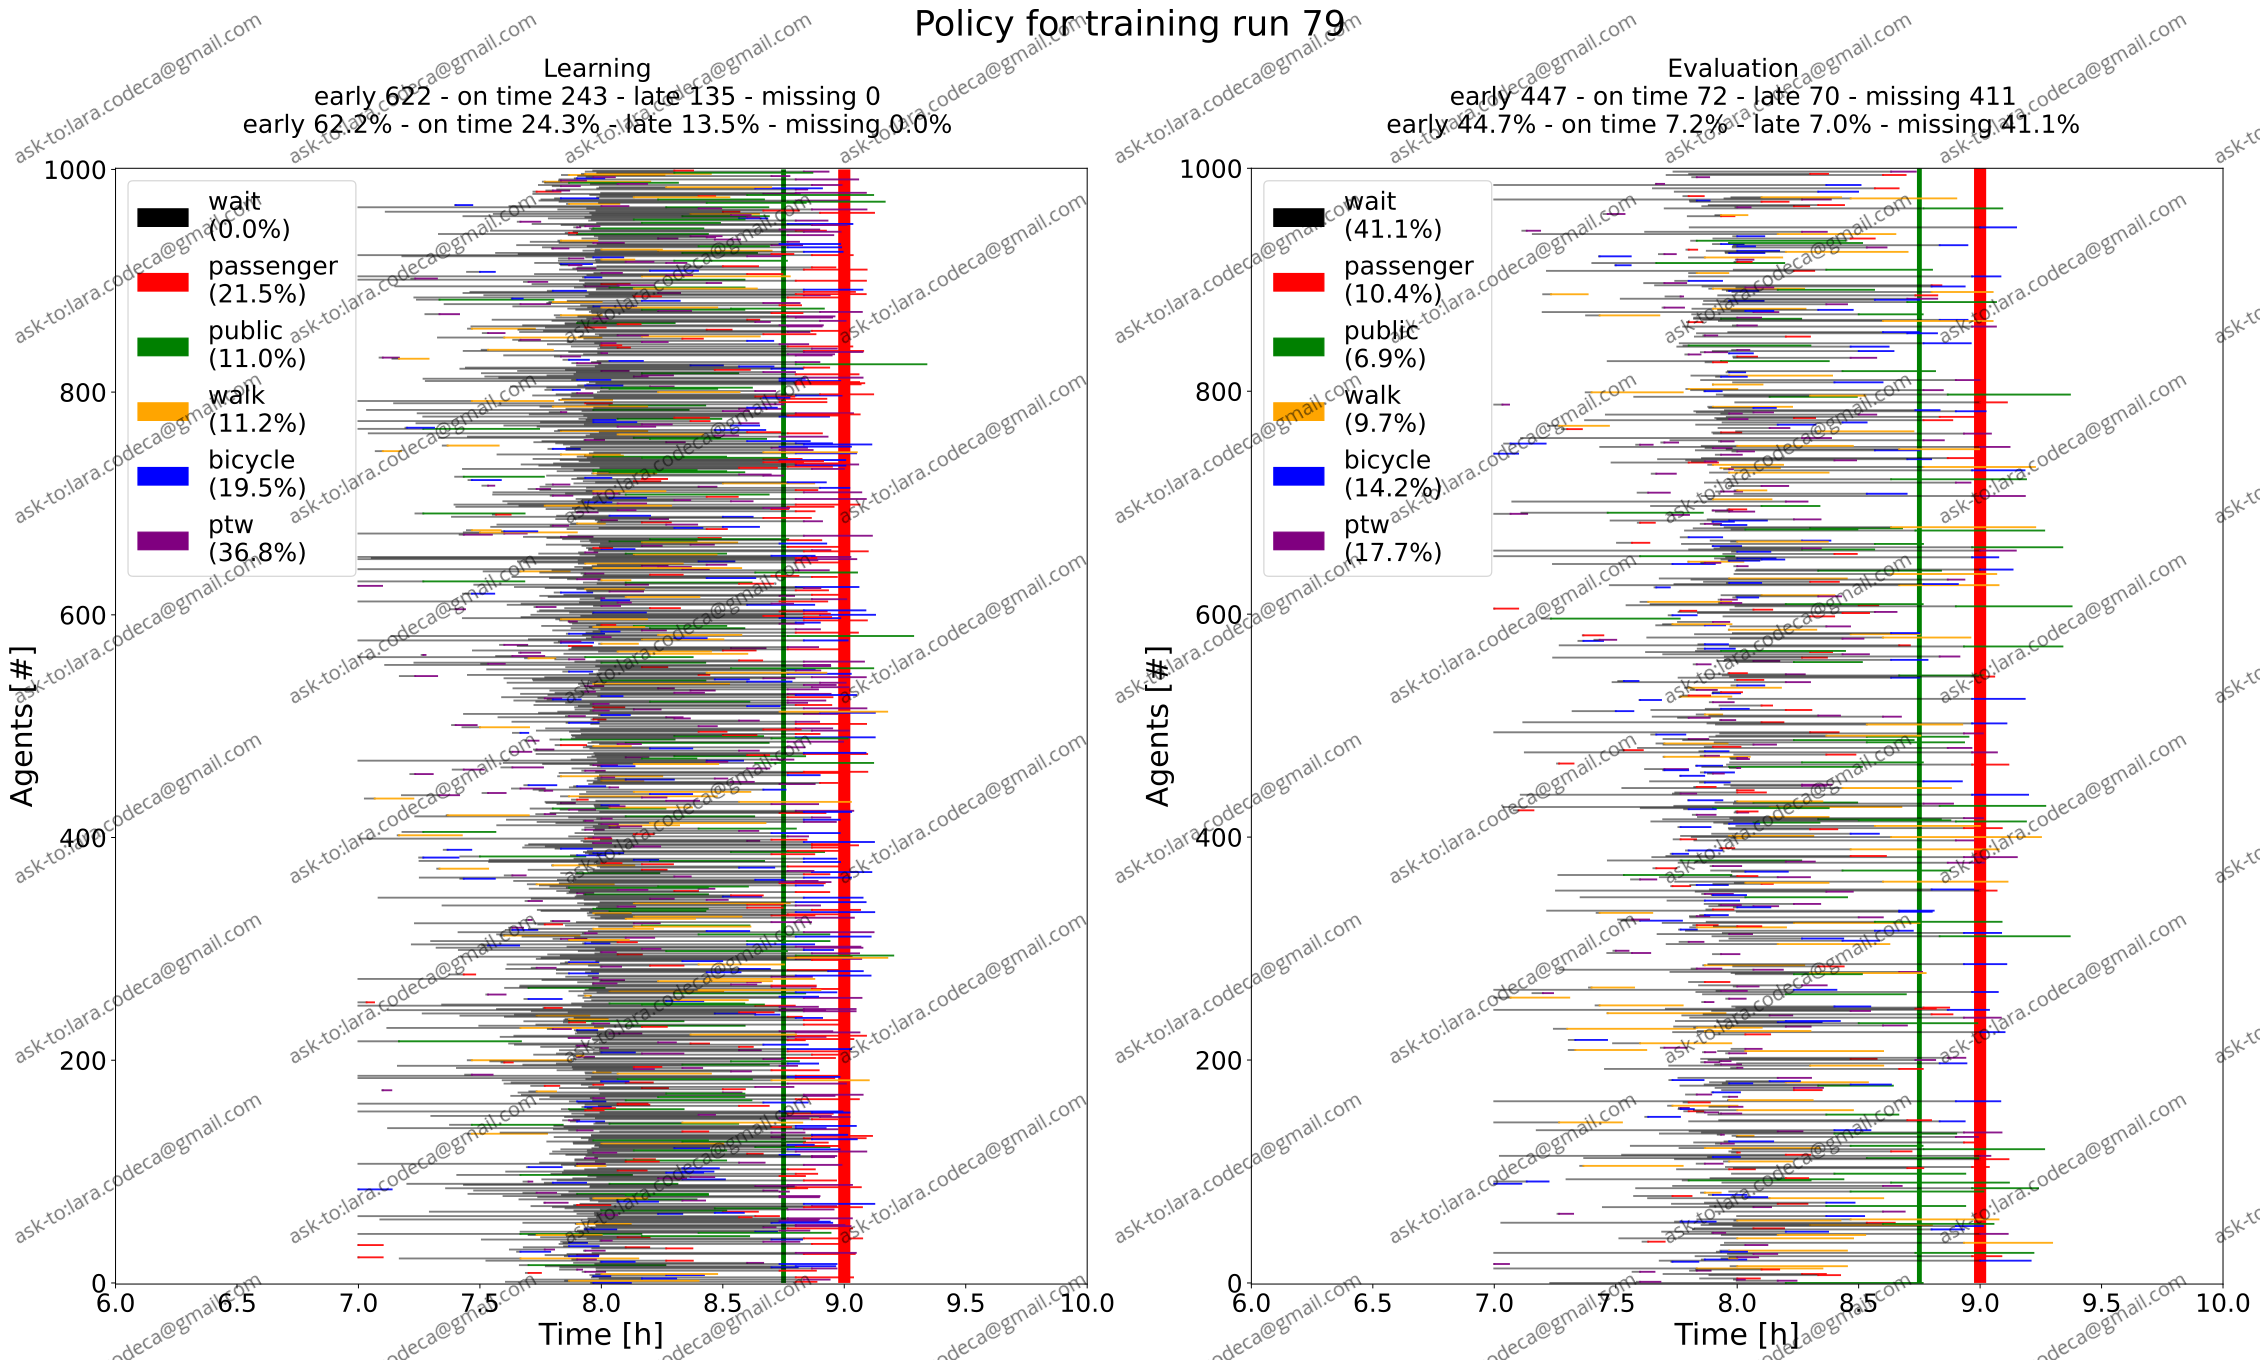 Policy for training run 79
Learning
early 622 - on time 243 - late 135 - missing 0
early 62.2% - on time 24.3% - late 13.5% - missing 0.0%
Agents [#]
1000
800
600
400
200
0
wait
(0.0%)
passenger
(21.5%)
public
(11.0%)
walk
(11.2%)
bicycle
(19.5%)
ptw
(36.8%)
6.0 6.5 7.0 7.5 8.0 8.5 9.0 9.5 10.0
Time [h]
Evaluation
early 447 - on time 72 - late 70 - missing 411
early 44.7% - on time 7.2% - late 7.0% - missing 41.1%
Agents [#]
1000
800
600
400
200
0
wait
(41.1%)
passenger
(10.4%)
public
(6.9%)
walk
(9.7%)
bicycle
(14.2%)
ptw
(17.7%)
6.0 6.5 7.0 7.5 8.0 8.5 9.0 9.5 10.0
Time [h]
ask-to:lara.codeca@gmail.com